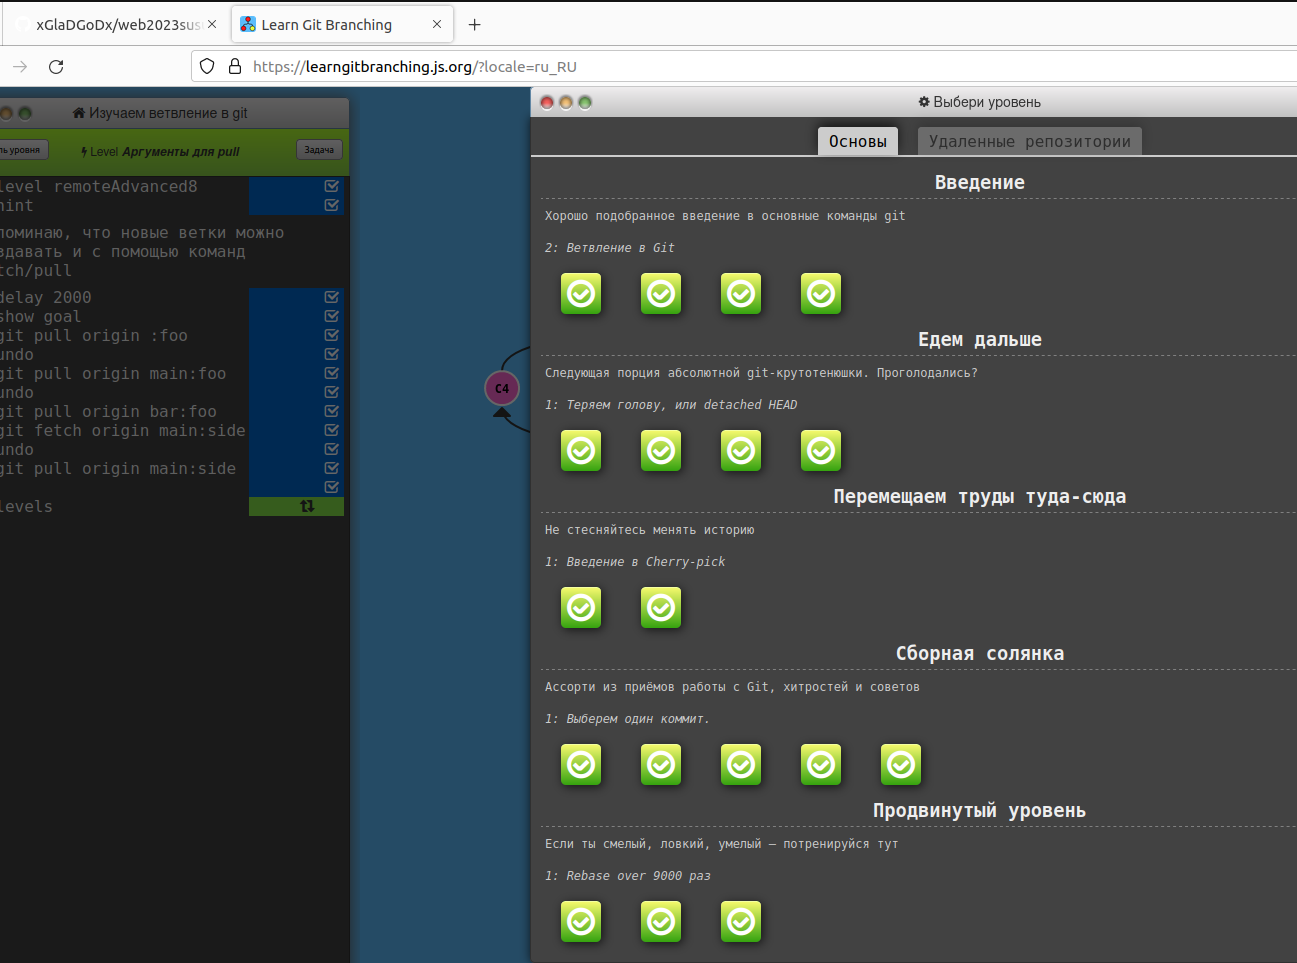 xGlaDGoDx/web2023sus
Learn Git Branching
https://learngitbranching.js.org/?locale=ru_RU
Изучаем ветвление в git
ль уровня
Level Аргументы для pull
Задача
level remoteAdvanced8
hint
поминаю, что новые ветки можно
здавать и с помощью команд
tch/pull
delay 2000
show goal
git pull origin :foo
undo
git pull origin main:foo
undo
git pull origin bar:foo
git fetch origin main:side
undo
git pull origin main:side
levels
C4
Выбери уровень
Основы
Удаленные репозитории
Введение
Хорошо подобранное введение в основные команды git
2: Ветвление в Git
Едем дальше
Следующая порция абсолютной git-крутотенюшки. Проголодались?
1: Теряем голову, или detached HEAD
Перемещаем труды туда-сюда
Не стесняйтесь менять историю
1: Введение в Cherry-pick
Сборная солянка
Ассорти из приёмов работы с Git, хитростей и советов
1: Выберем один коммит.
Продвинутый уровень
Если ты смелый, ловкий, умелый — потренируйся тут
1: Rebase over 9000 раз